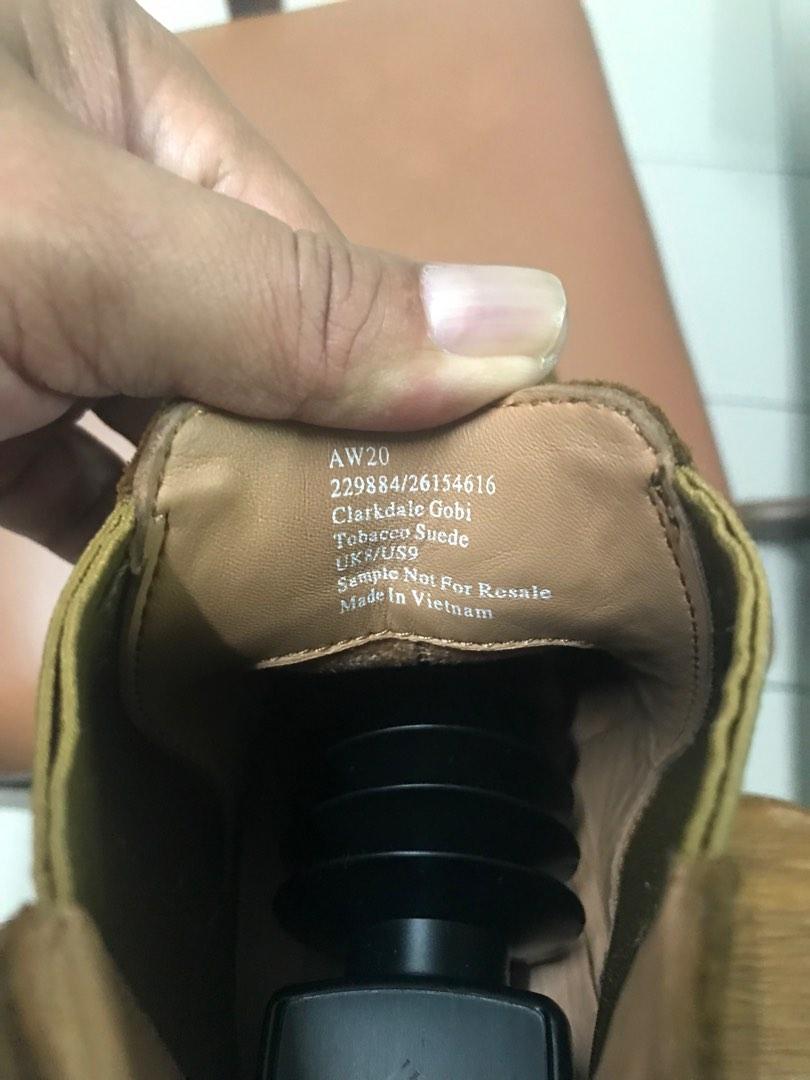 AW20
229884/26154616
Clarkdale Gobi
Tobacco Suede
UK8/US9
Sample Not For Resale
Made In Vietnam